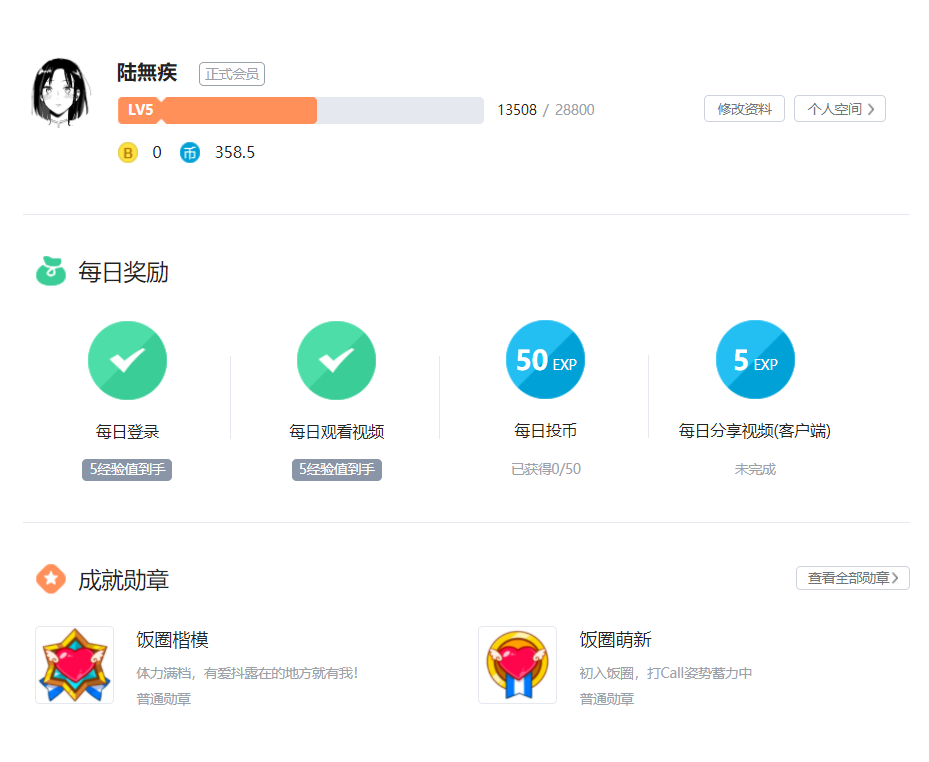 陆無疾 正式会员
LV5 13508 / 28800 修改资料 个人空间
B 0 币 358.5
每日奖励
50 EXP 5 EXP
每日登录 每日观看视频 每日投币 每日分享视频(客户端)
5经验值到手 5经验值到手 已获得0/50 未完成
成就勋章 查看全部勋章
饭圈楷模
体力满档，有爱抖露在的地方就有我！
普通勋章
饭圈萌新
初入饭圈，打Call姿势蓄力中
普通勋章